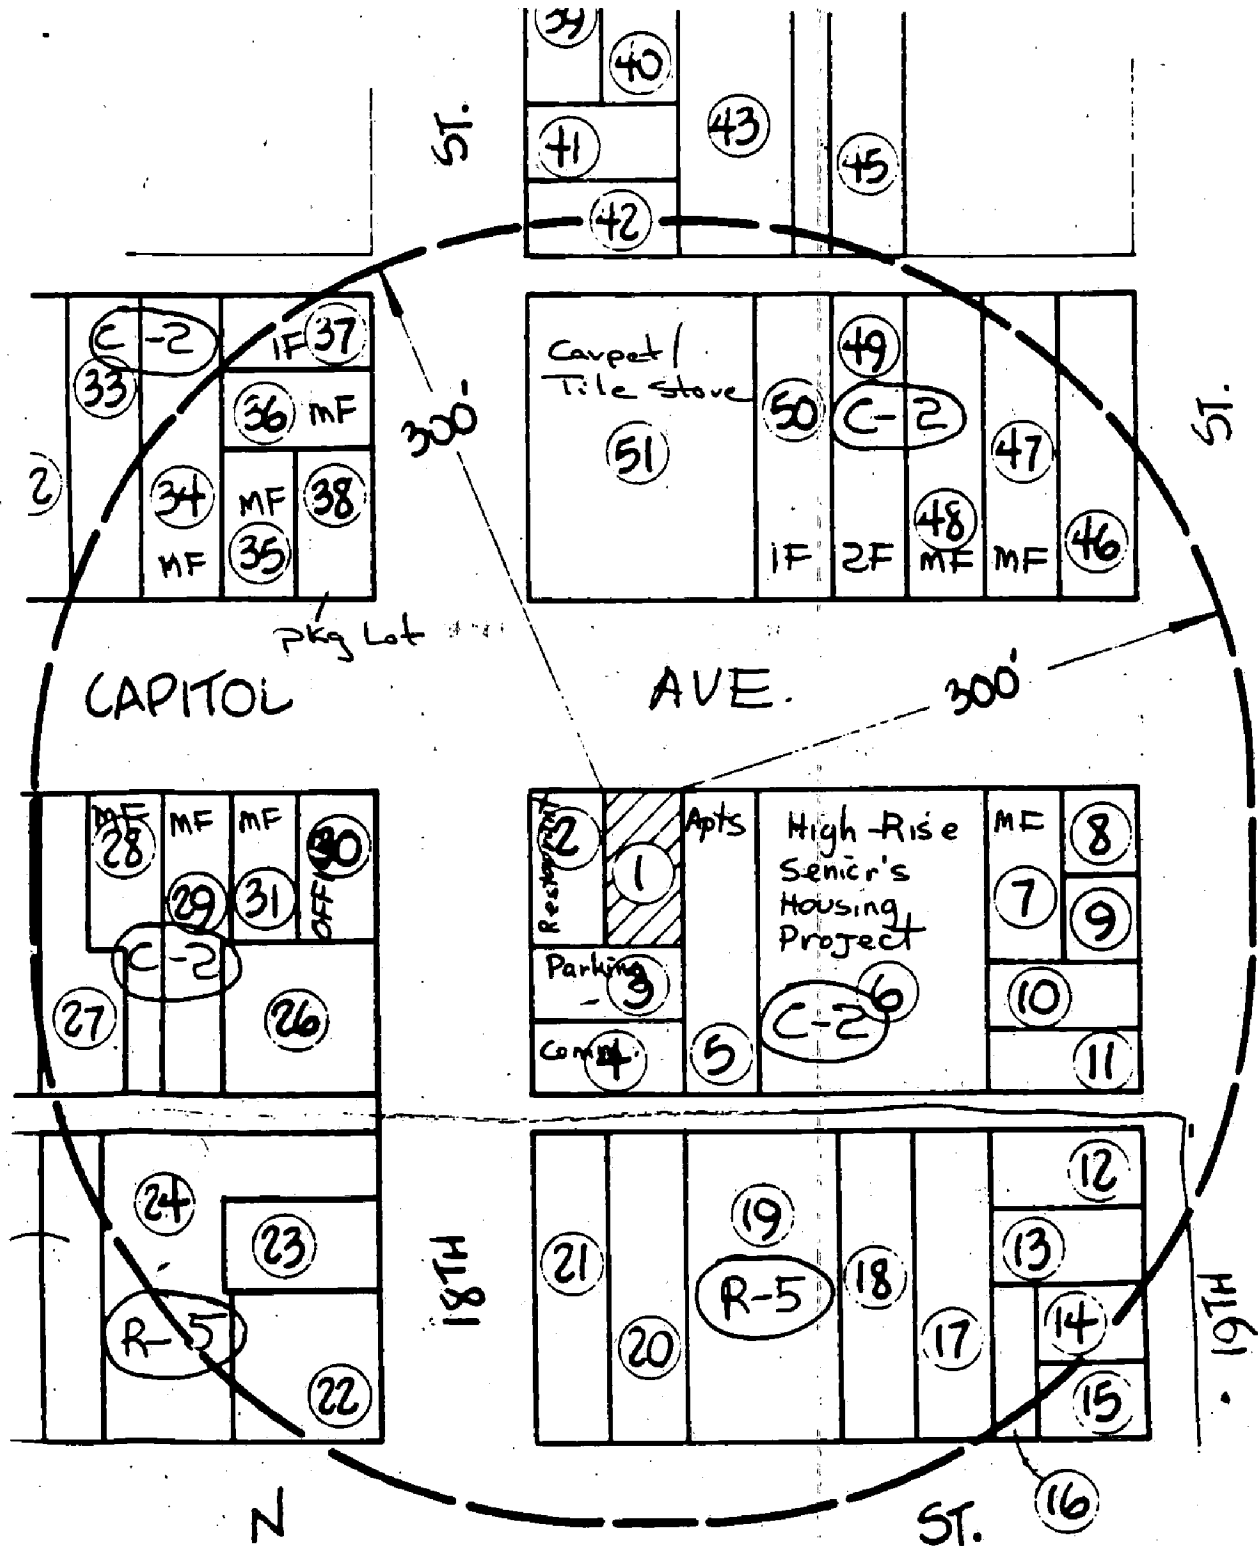 39
40
ST.
41
43
45
42
C-2
1F 37
33
36 MF
300'
2
34
MF
MF
35
38
pkg Lot
Carpet/
Tile Store
51
50
1F
49
C-2
2F
48
MF
47
MF
46
ST.
CAPITOL AVE.
300'
MF
28
MF
29
MF
31
30
OFF
C-2
27
26
Restaurant
2
1
Parking
3
Comm.
4
Apts
5
High-Rise
Senior's
Housing
Project
6
C-2
MF
7
8
9
10
11
24
23
R-5
22
18TH
21
20
19
R-5
18
17
12
13
14
15
16
19TH
N ST.